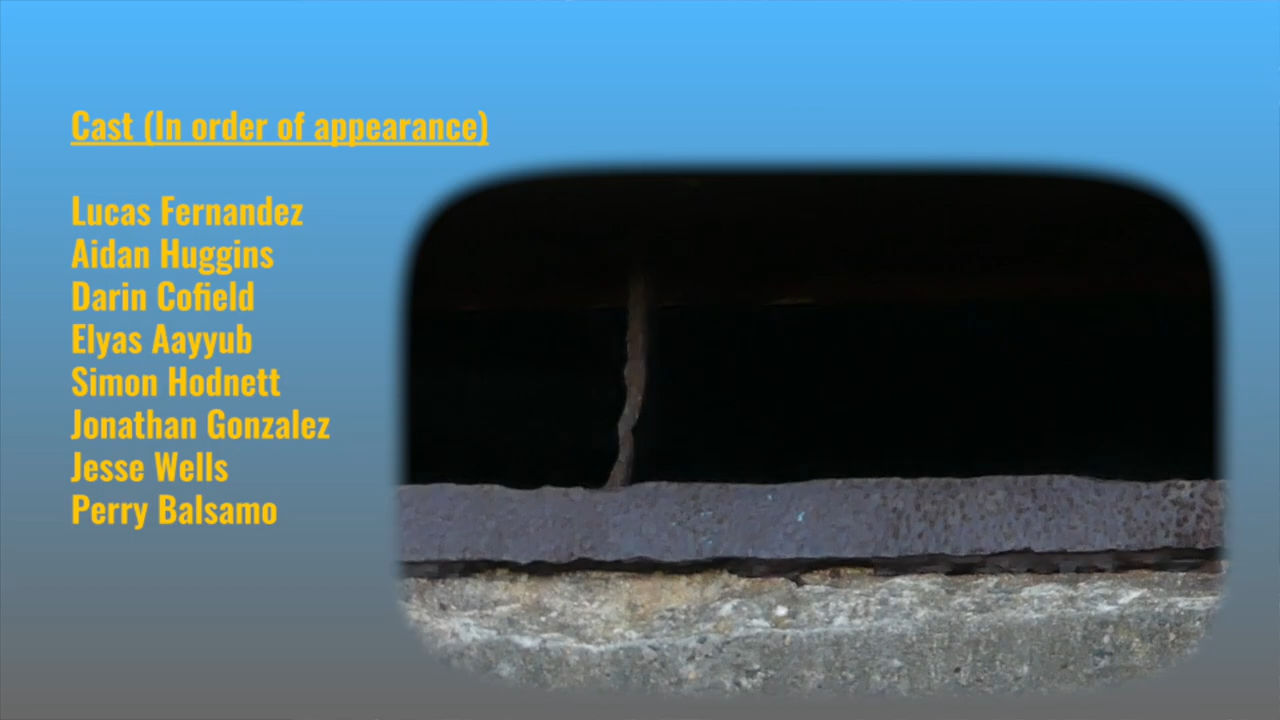 Cast (In order of appearance)
Lucas Fernandez
Aidan Huggins
Darin Cofield
Elyas Aayyub
Simon Hodnett
Jonathan Gonzalez
Jesse Wells
Perry Balsamo